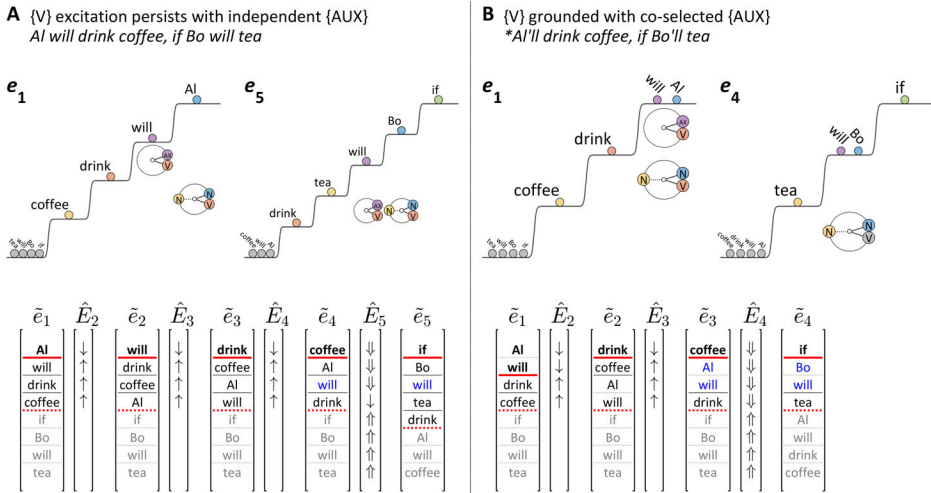 A {V} excitation persists with independent {AUX}
Al will drink coffee, if Bo will tea
e1
Al
will
drink
coffee
tea will Bo if
AX
V
N
N
V
e5
if
Bo
will
tea
drink
coffee will Al
AX
V
N
N
V
ẽ1 Ê2 ẽ2 Ê3 ẽ3 Ê4 ẽ4 Ê5 ẽ5
Al ↓ will ↓ drink ↓ coffee ⇓ if
will ↑ drink ↑ coffee ↑ Al ⇓ Bo
drink ↑ coffee ↑ Al ↑ will ⇓ will
coffee ↑ Al ↑ will ↑ drink ↓ tea
if if if if ⇑ drink
Bo Bo Bo Bo ⇑ Al
will will will will ⇑ will
tea tea tea tea ⇑ coffee
B {V} grounded with co-selected {AUX}
*Al'll drink coffee, if Bo'll tea
e1
will Al
drink
coffee
tea will Bo if
AX
V
N
N
V
e4
if
will Bo
tea
coffee drink will Al
N
N
V
ẽ1 Ê2 ẽ2 Ê3 ẽ3 Ê4 ẽ4
Al ↓ drink ↓ coffee ⇓ if
will ↓ coffee ↑ Al ⇓ Bo
drink ↑ Al ↑ will ⇓ will
coffee ↑ will ↑ drink ⇓ tea
if if if ⇑ Al
Bo Bo Bo ⇑ will
will will will ⇑ drink
tea tea tea ⇑ coffee